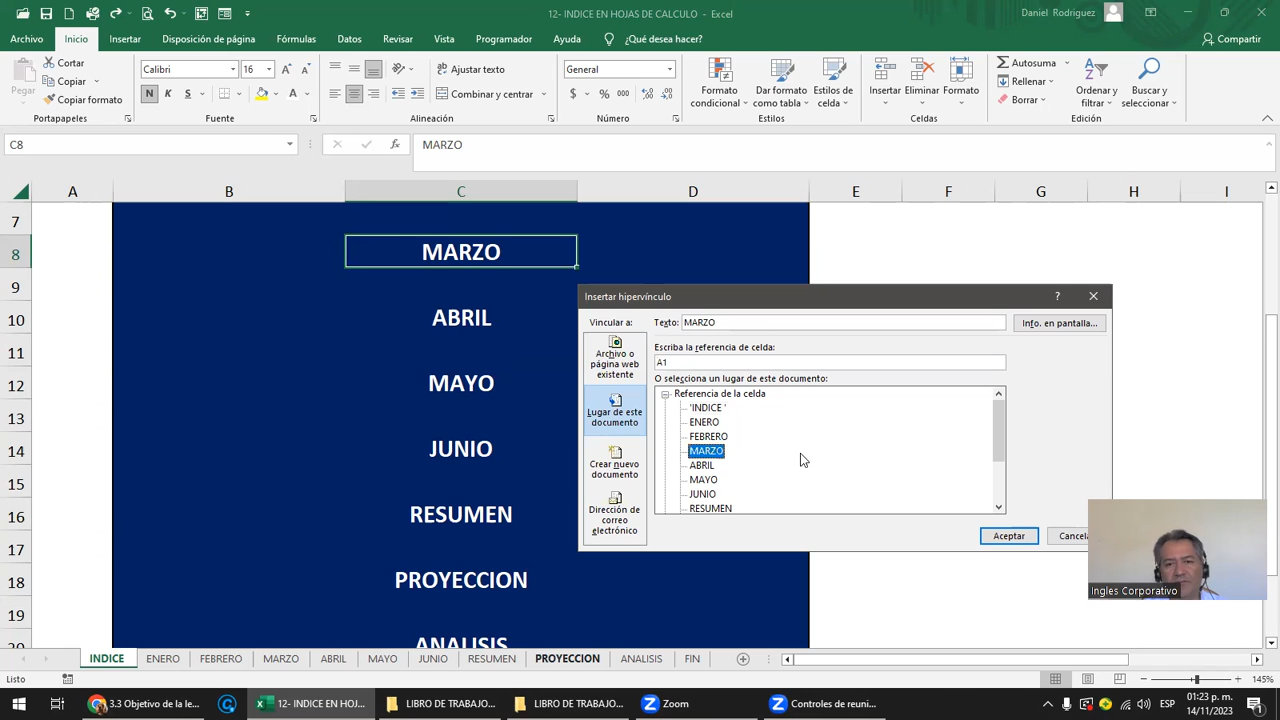 12- INDICE EN HOJAS DE CALCULO - Excel
Daniel Rodriguez
Archivo Inicio Insertar Disposición de página Fórmulas Datos Revisar Vista Programador Ayuda ¿Qué desea hacer? Compartir
Pegar
Cortar
Copiar
Copiar formato
Portapapeles
Calibri 16
N K S
Fuente
Ajustar texto
Combinar y centrar
Alineación
General
$ % 000
Número
Formato condicional
Dar formato como tabla
Estilos de celda
Estilos
Insertar Eliminar Formato
Celdas
Autosuma
Rellenar
Borrar
Ordenar y filtrar
Buscar y seleccionar
Edición
C8
fx
MARZO
A B C D E F G H I
7
8 MARZO
9
10 ABRIL
11
12 MAYO
13
14 JUNIO
15
16 RESUMEN
17
18 PROYECCION
19
20 ANALISIS
Insertar hipervínculo
?
Vincular a:
Texto: MARZO
Info. en pantalla...
Archivo o página web existente
Lugar de este documento
Crear nuevo documento
Dirección de correo electrónico
Escriba la referencia de celda:
A1
O selecciona un lugar de este documento:
Referencia de la celda
'INDICE '
ENERO
FEBRERO
MARZO
ABRIL
MAYO
JUNIO
RESUMEN
Aceptar
Cancela
Ingles Corporativo
INDICE ENERO FEBRERO MARZO ABRIL MAYO JUNIO RESUMEN PROYECCION ANALISIS FIN
Listo
145%
3.3 Objetivo de la le...
12- INDICE EN HOJ...
LIBRO DE TRABAJO...
LIBRO DE TRABAJO...
Zoom
Controles de reuni...
ESP
01:23 p. m.
14/11/2023